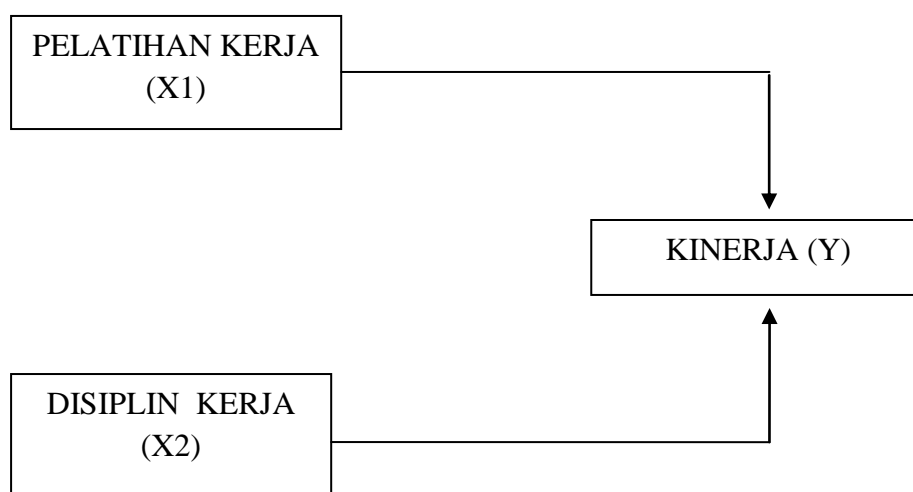 PELATIHAN KERJA
(X1)
KINERJA (Y)
DISIPLIN KERJA
(X2)